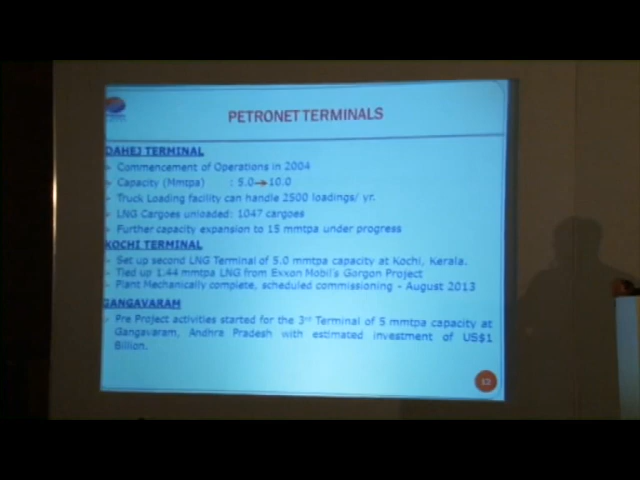 PETRONET TERMINALS
DAHEJ TERMINAL
Commencement of Operations in 2004
Capacity (Mmtpa) : 5.0→10.0
Truck Loading facility can handle 2500 loadings/ yr.
LNG Cargoes unloaded: 1047 cargoes
Further capacity expansion to 15 mmtpa under progress
KOCHI TERMINAL
Set up second LNG Terminal of 5.0 mmtpa capacity at Kochi, Kerala.
Tied up 1.44 mmtpa LNG from Exxon Mobil's Gorgon Project
Plant Mechanically complete, scheduled commissioning - August 2013
GANGAVARAM
Pre Project activities started for the 3rd Terminal of 5 mmtpa capacity at
Gangavaram, Andhra Pradesh with estimated investment of US$1
Billion.
12